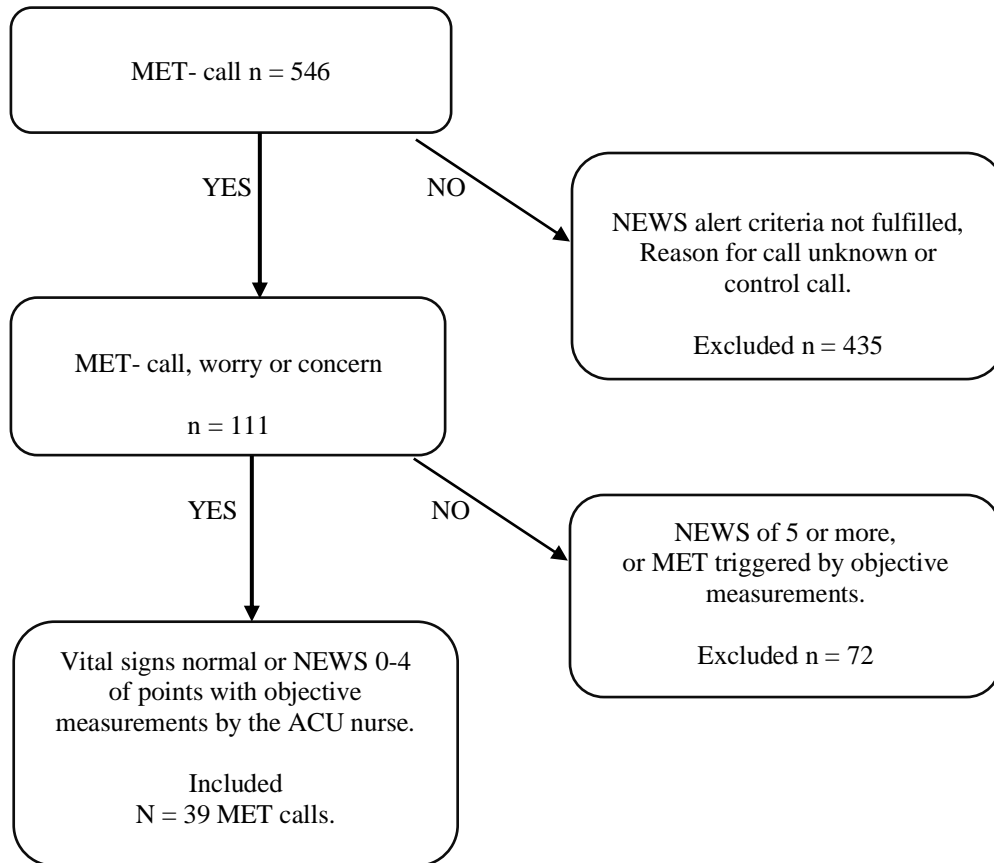 MET- call n = 546
YES
NO
NEWS alert criteria not fulfilled,
Reason for call unknown or
control call.
Excluded n = 435
MET- call, worry or concern
n = 111
YES
NO
NEWS of 5 or more,
or MET triggered by objective
measurements.
Excluded n = 72
Vital signs normal or NEWS 0-4
of points with objective
measurements by the ACU nurse.
Included
N = 39 MET calls.